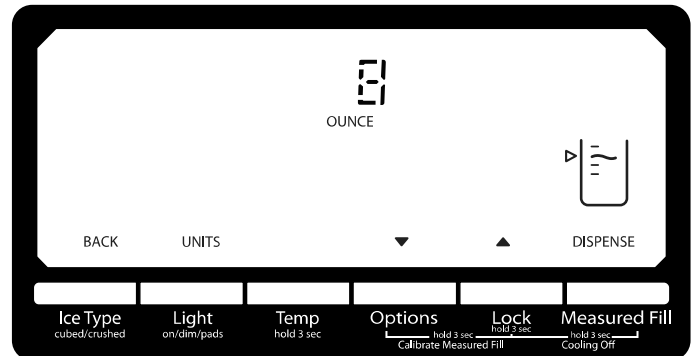 8
OUNCE
BACK UNITS ▼ ▲ DISPENSE
Ice Type Light Temp Options Lock Measured Fill
cubed/crushed on/dim/pads hold 3 sec hold 3 sec
hold 3 sec hold 3 sec
Calibrate Measured Fill Cooling Off